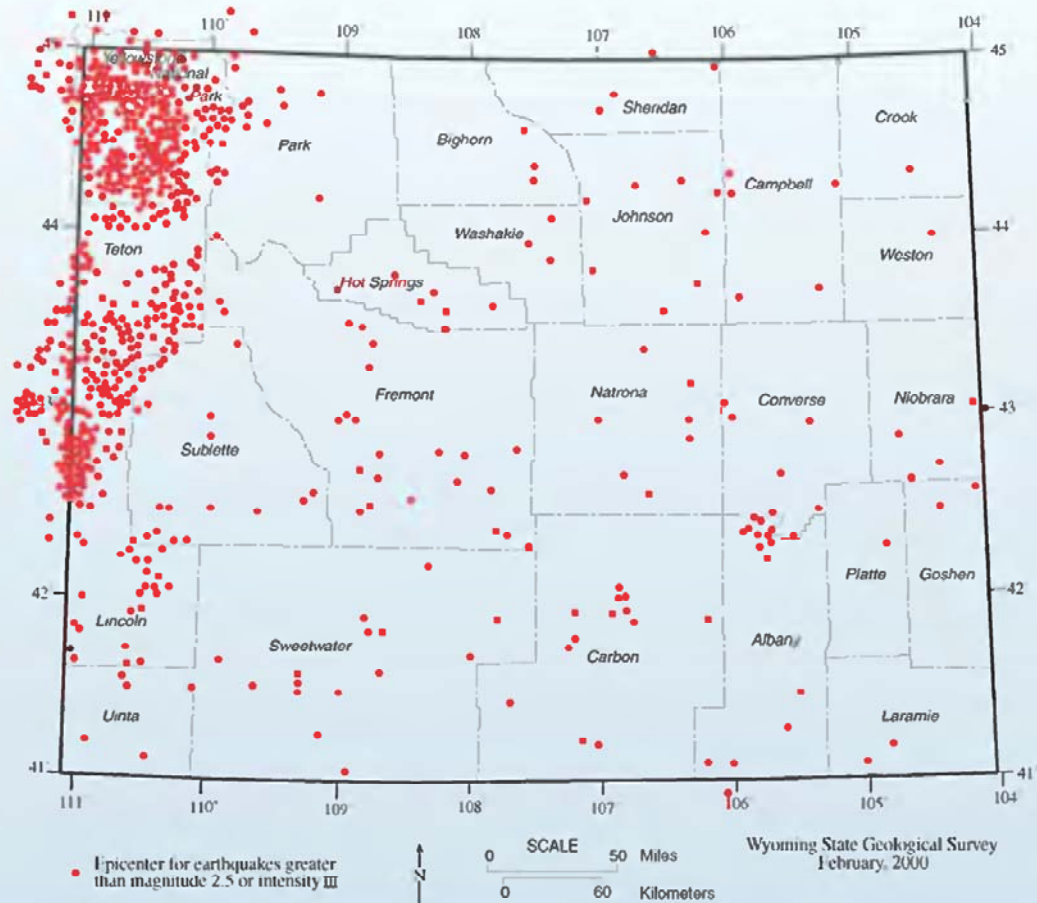 111° 110° 109 108 107 106 105 104°
45°
Yellowstone
National
Park
Sheridan
Crook
Park
Bighorn
Campbell
Johnson
44
44°
Teton
Washakie
Weston
Hot Springs
Fremont
Natrona
Converse
Niobrara
43°
Sublette
42°
42°
Platte
Goshen
Lincoln
Sweetwater
Carbon
Albany
Uinta
Laramie
41°
41°
111 110° 109 108 107 106 105 104°
SCALE
0 50 Miles
0 60 Kilometers
N
Epicenter for earthquakes greater
than magnitude 2.5 or intensity III
Wyoming State Geological Survey
February, 2000